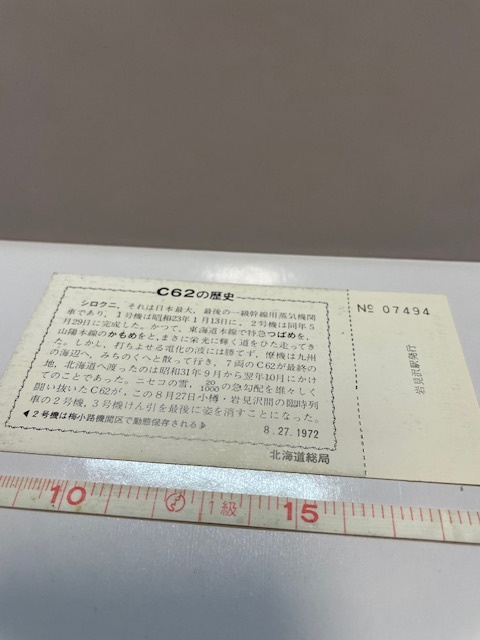 C62の歴史
シロクニ，それは日本最大，最後の一級幹線用蒸気機関
車であり，1号機は昭和23年1月13日に，2号機は同年5
月29日に完成した。かつて，東海道本線で特急つばめを，
山陽本線のかもめをと，まさに栄光に輝く道をひた走ってき
た。しかし，打ちよせる電化の波には勝てず，僚機は九州
の海辺へ，みちのくへと散って行き，7両のC62が最終の
地，北海道へ渡ったのは昭和31年9月から翌年10月にかけ
てのことであった。ニセコの雪，20/1000の急勾配を雄々しく
闘い抜いたC62が，この8月27日小樽・岩見沢間の臨時列
車の2号機，3号機けん引を最後に姿を消すことになった。
◀2号機は梅小路機関区で動態保存される▶
8.27.1972
北海道総局
№ 07494
岩見沢駅発行
10 1級 15